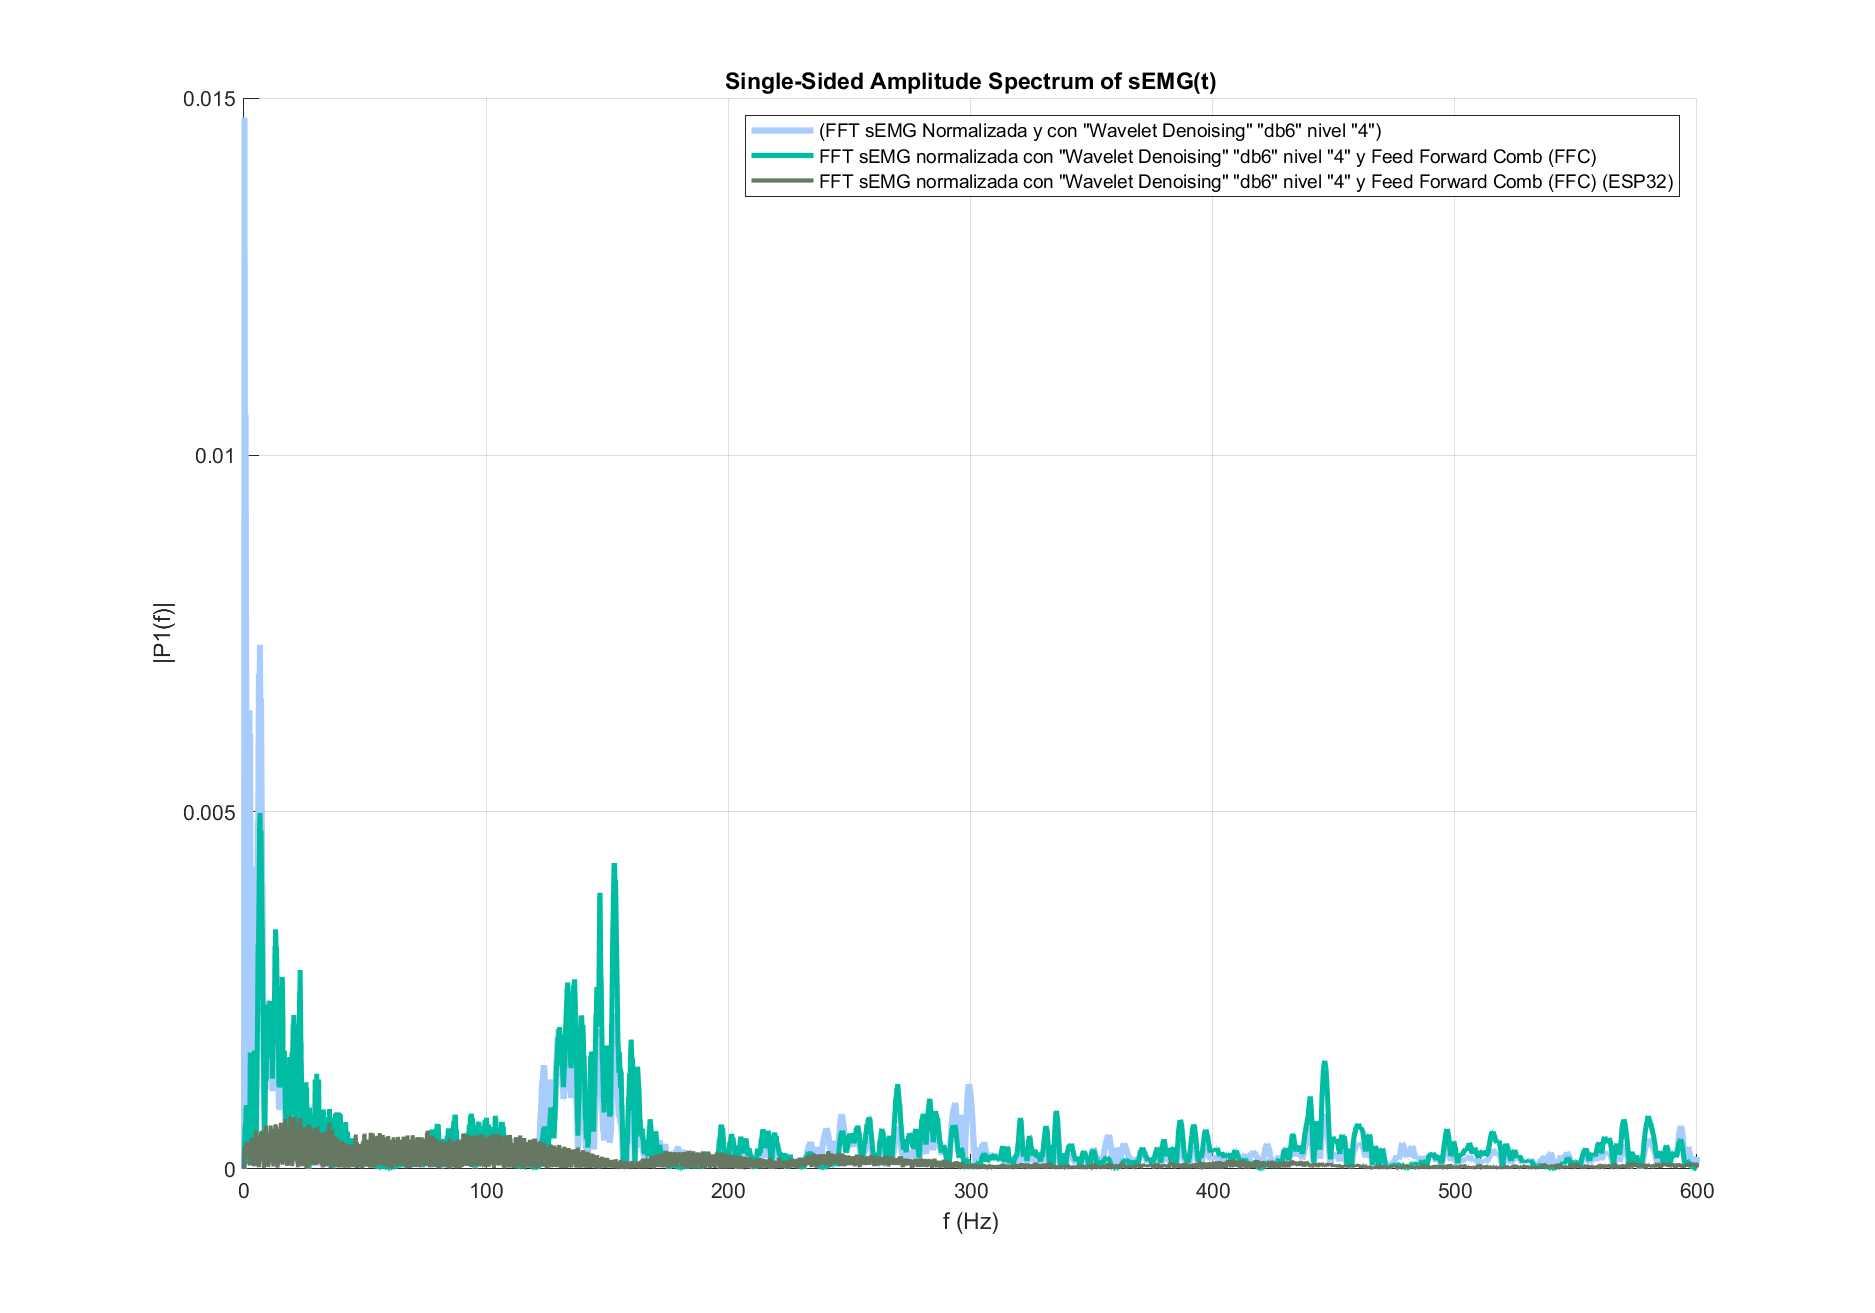 Single-Sided Amplitude Spectrum of sEMG(t)
(FFT sEMG Normalizada y con "Wavelet Denoising" "db6" nivel "4")
FFT sEMG normalizada con "Wavelet Denoising" "db6" nivel "4" y Feed Forward Comb (FFC)
FFT sEMG normalizada con "Wavelet Denoising" "db6" nivel "4" y Feed Forward Comb (FFC) (ESP32)
|P1(f)|
0.015
0.01
0.005
0
0 100 200 300 400 500 600
f (Hz)